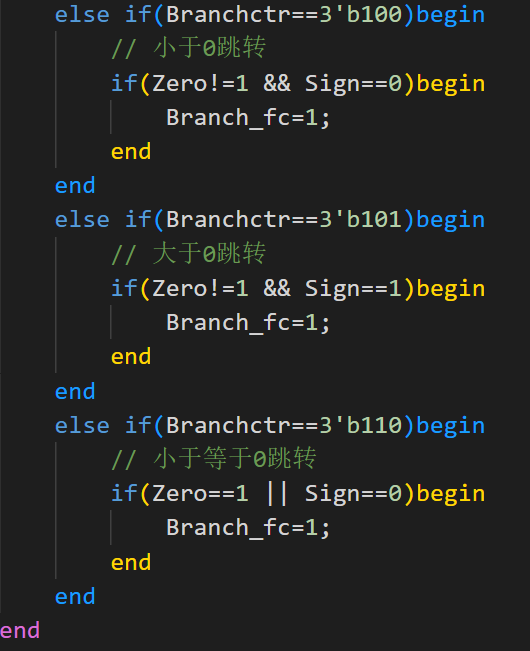 else if(Branchctr==3'b100)begin
// 小于0跳转
if(Zero!=1 && Sign==0)begin
Branch_fc=1;
end
end
else if(Branchctr==3'b101)begin
// 大于0跳转
if(Zero!=1 && Sign==1)begin
Branch_fc=1;
end
end
else if(Branchctr==3'b110)begin
// 小于等于0跳转
if(Zero==1 || Sign==0)begin
Branch_fc=1;
end
end
end